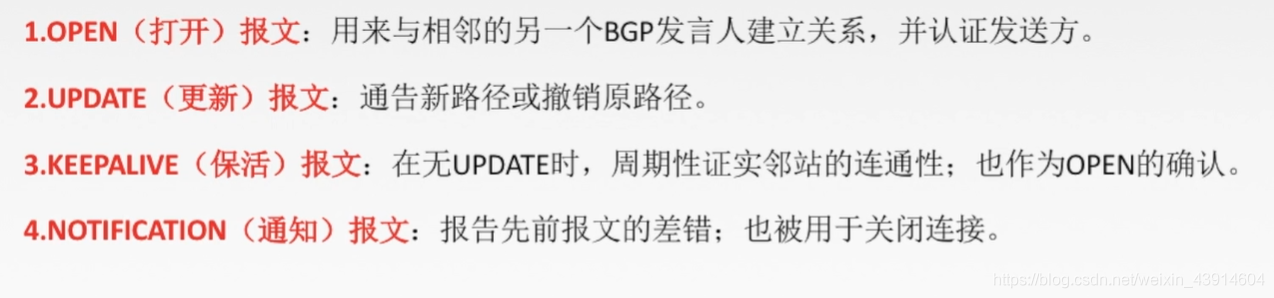 1.OPEN（打开）报文：用来与相邻的另一个BGP发言人建立关系，并认证发送方。
2.UPDATE（更新）报文：通告新路径或撤销原路径。
3.KEEPALIVE（保活）报文：在无UPDATE时，周期性证实邻站的连通性；也作为OPEN的确认。
4.NOTIFICATION（通知）报文：报告先前报文的差错；也被用于关闭连接。
https://blog.csdn.net/weixin_43914604